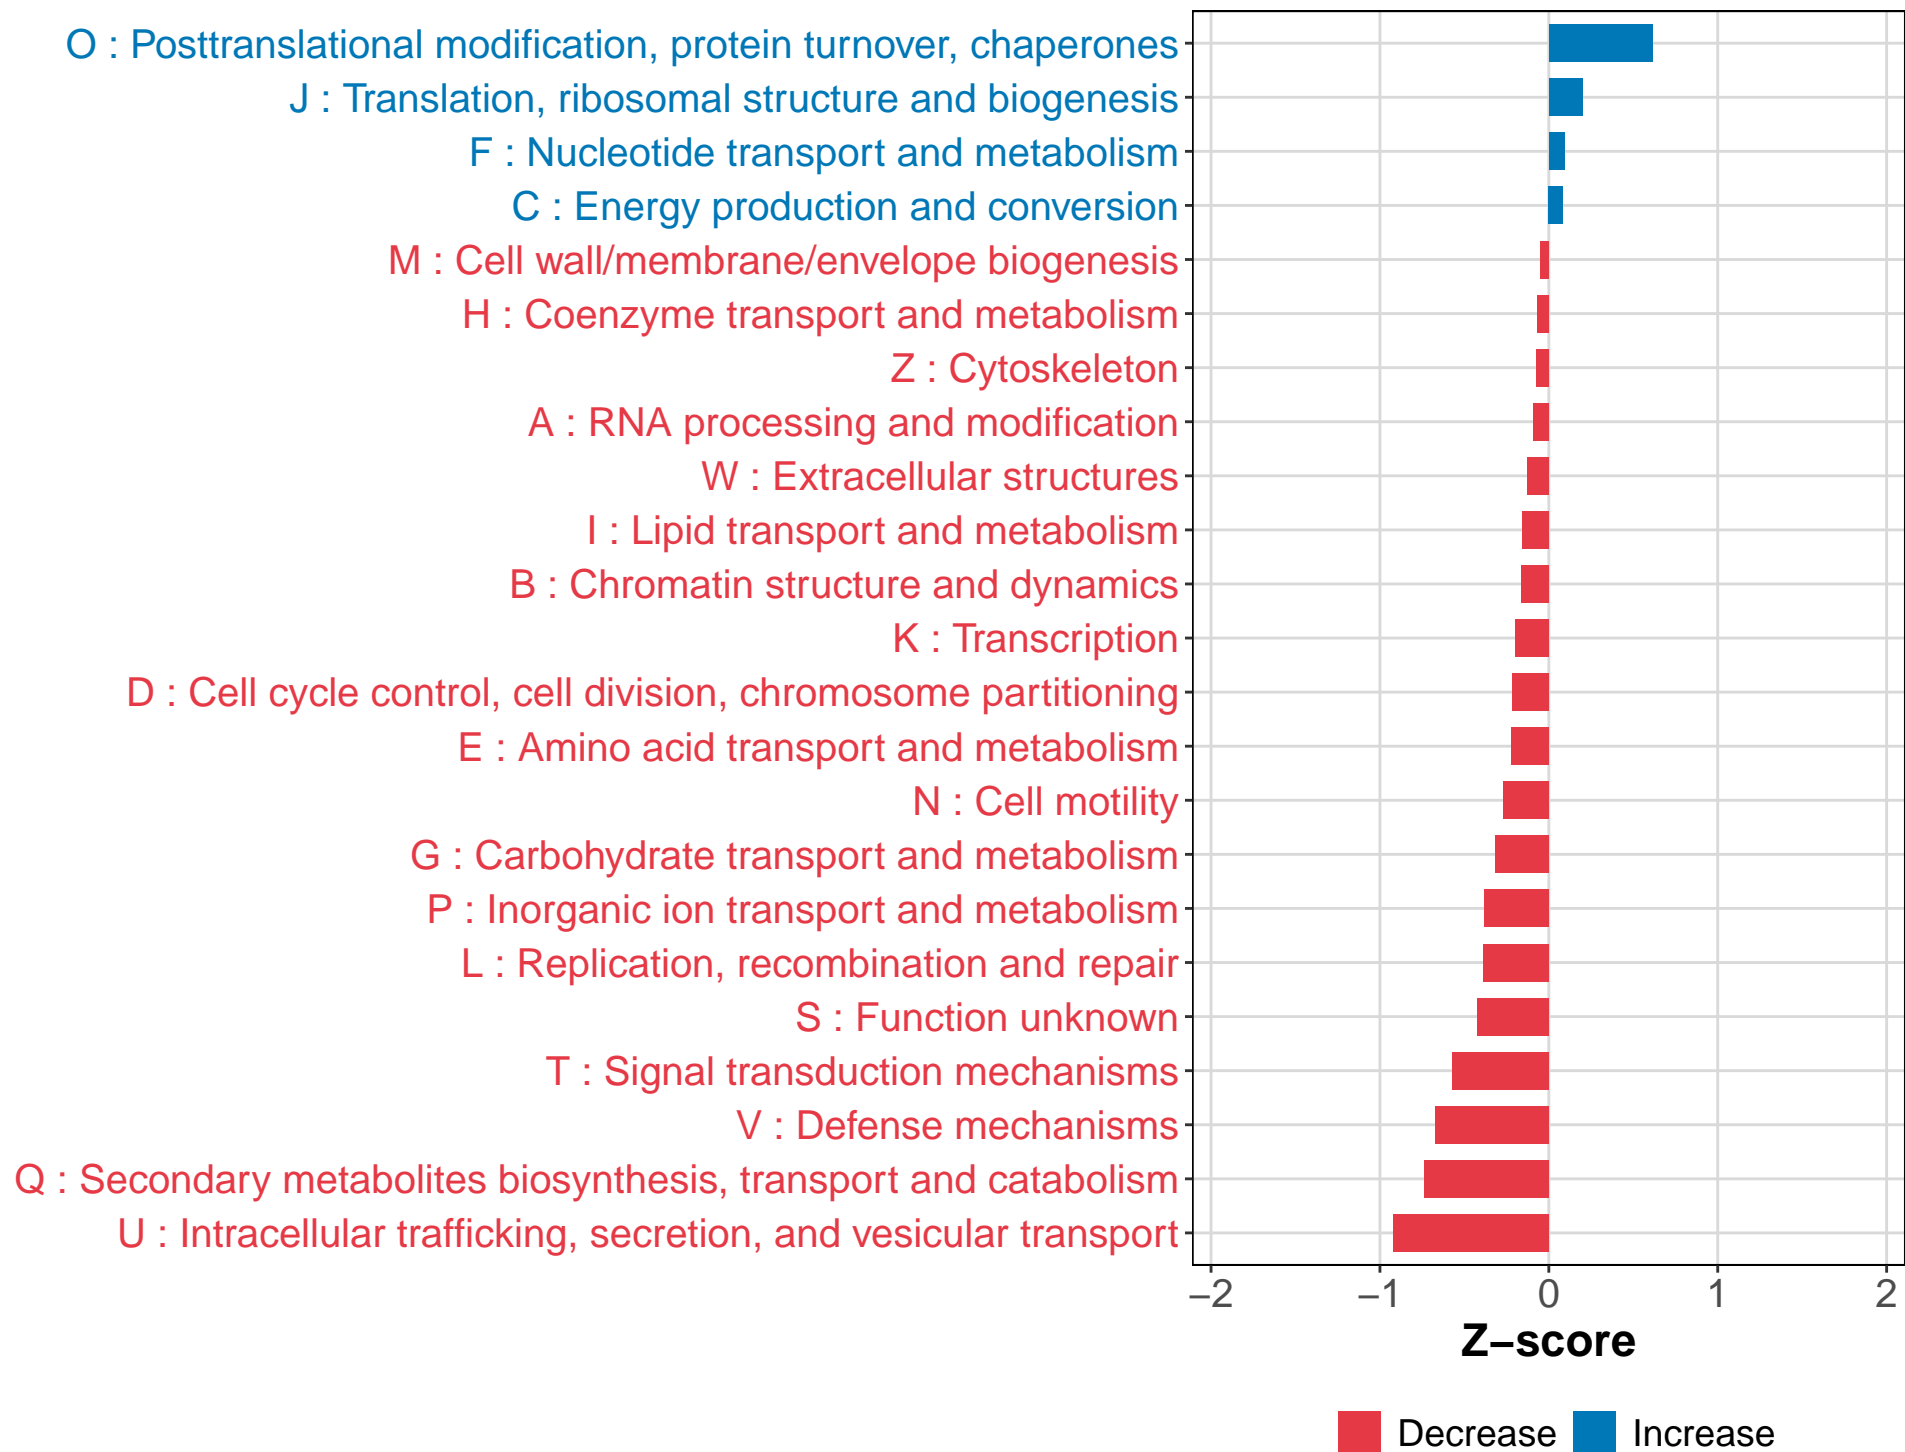 O : Posttranslational modification, protein turnover, chaperones
J : Translation, ribosomal structure and biogenesis
F : Nucleotide transport and metabolism
C : Energy production and conversion
M : Cell wall/membrane/envelope biogenesis
H : Coenzyme transport and metabolism
Z : Cytoskeleton
A : RNA processing and modification
W : Extracellular structures
I : Lipid transport and metabolism
B : Chromatin structure and dynamics
K : Transcription
D : Cell cycle control, cell division, chromosome partitioning
E : Amino acid transport and metabolism
N : Cell motility
G : Carbohydrate transport and metabolism
P : Inorganic ion transport and metabolism
L : Replication, recombination and repair
S : Function unknown
T : Signal transduction mechanisms
V : Defense mechanisms
Q : Secondary metabolites biosynthesis, transport and catabolism
U : Intracellular trafficking, secretion, and vesicular transport
−2 −1 0 1 2
Z−score
Decrease Increase